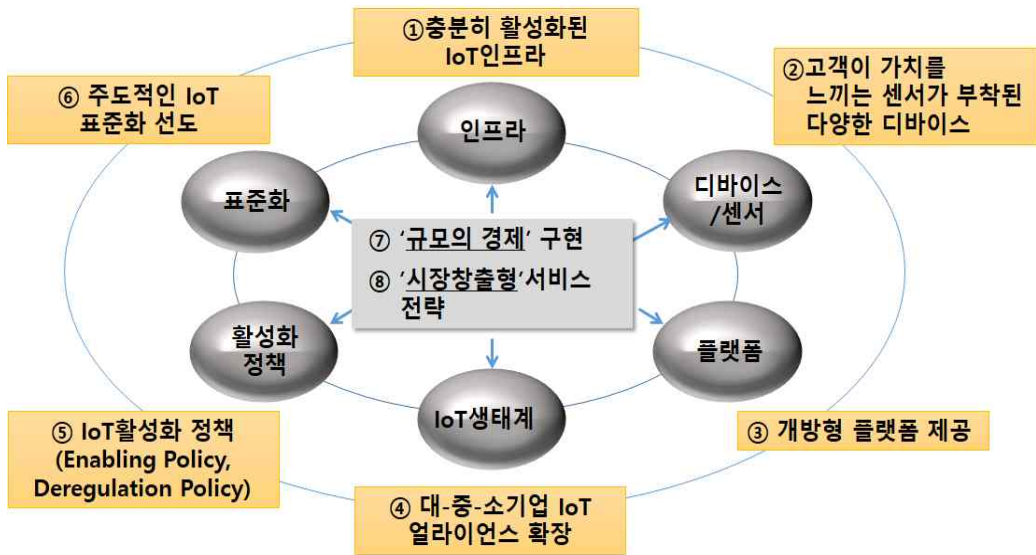 ①충분히 활성화된
IoT인프라
②고객이 가치를
느끼는 센서가 부착된
다양한 디바이스
⑥ 주도적인 IoT
표준화 선도
인프라
표준화
디바이스
/센서
⑦ ‘규모의 경제’ 구현
⑧ ‘시장창출형’서비스
전략
활성화
정책
플랫폼
IoT생태계
⑤ IoT활성화 정책
(Enabling Policy,
Deregulation Policy)
③ 개방형 플랫폼 제공
④ 대-중-소기업 IoT
얼라이언스 확장